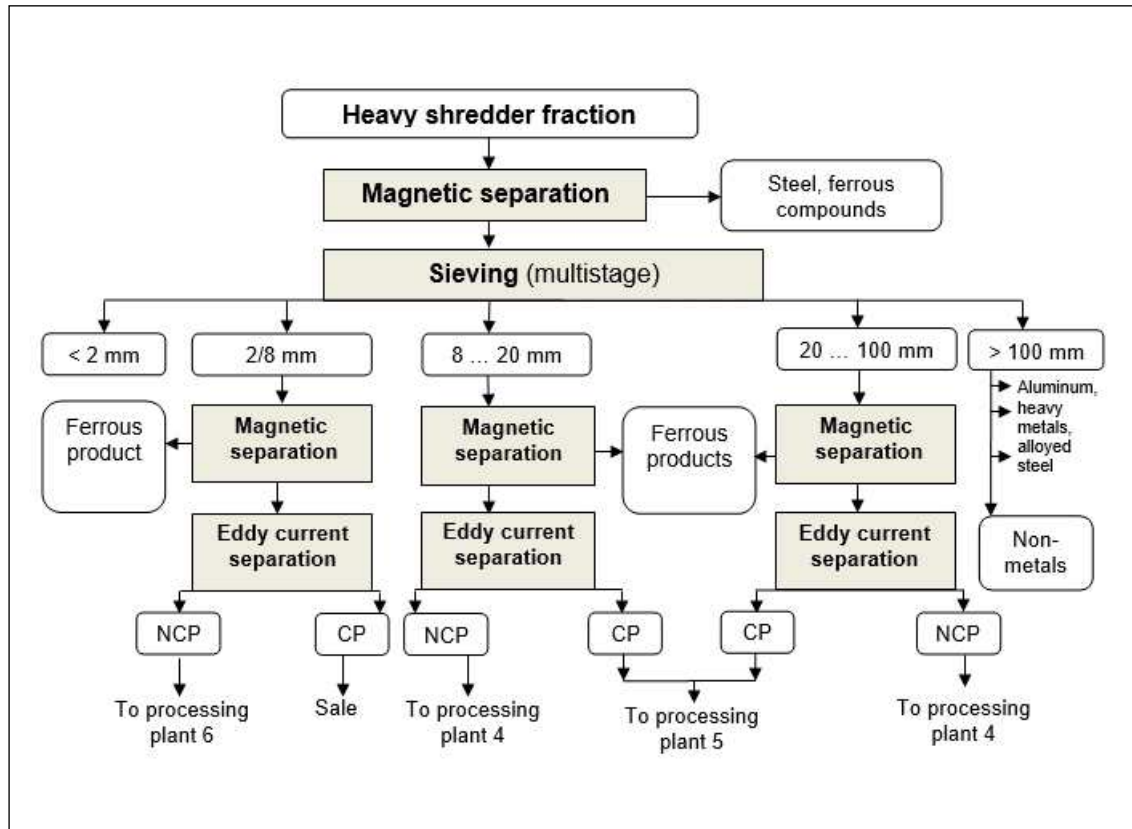 Heavy shredder fraction
Magnetic separation
Steel, ferrous
compounds
Sieving (multistage)
< 2 mm
2/8 mm
8 ... 20 mm
20 ... 100 mm
> 100 mm
Ferrous
product
Magnetic
separation
Magnetic
separation
Ferrous
products
Magnetic
separation
Aluminum,
heavy
metals,
alloyed
steel
Eddy current
separation
Eddy current
separation
Eddy current
separation
Non-
metals
NCP
CP
NCP
CP
CP
NCP
To processing
plant 6
Sale
To processing
plant 4
To processing
plant 5
To processing
plant 4